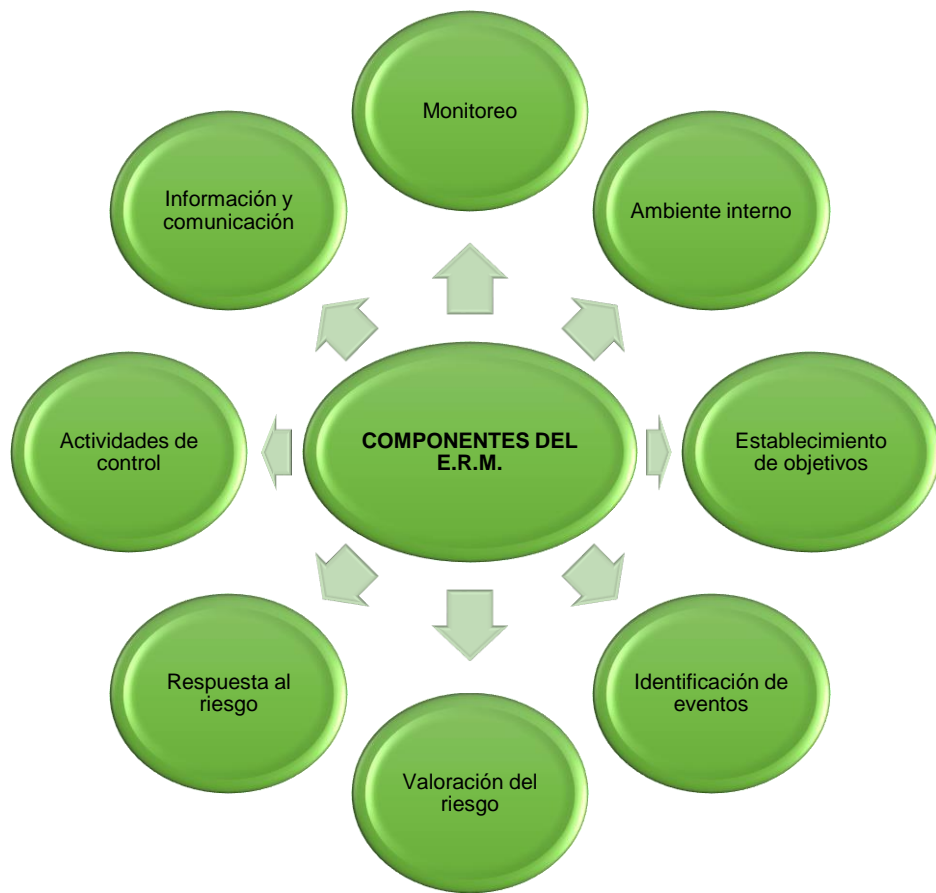 Monitoreo
Ambiente interno
Información y
comunicación
COMPONENTES DEL
E.R.M.
Establecimiento
de objetivos
Actividades de
control
Identificación de
eventos
Respuesta al
riesgo
Valoración del
riesgo